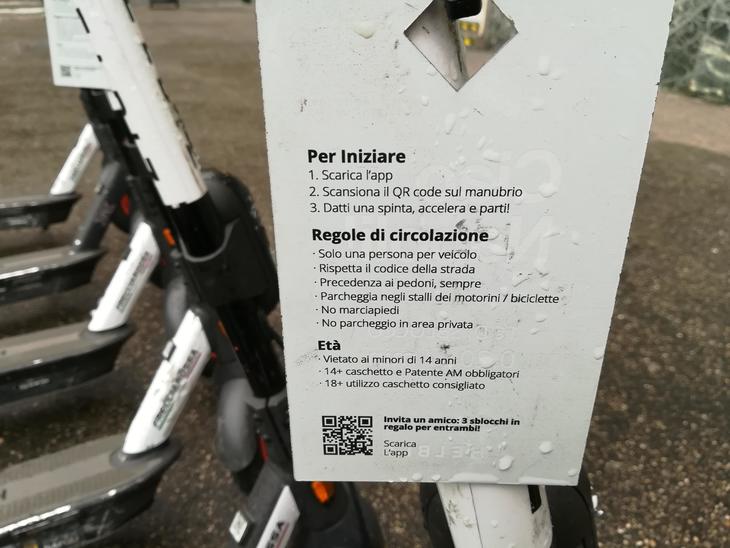 Per Iniziare
1. Scarica l'app
2. Scansiona il QR code sul manubrio
3. Datti una spinta, accelera e parti!
Regole di circolazione
· Solo una persona per veicolo
· Rispetta il codice della strada
· Precedenza ai pedoni, sempre
· Parcheggia negli stalli dei motorini / biciclette
· No marciapiedi
· No parcheggio in area privata
Età
· Vietato ai minori di 14 anni
· 14+ caschetto e Patente AM obbligatori
· 18+ utilizzo caschetto consigliato
Invita un amico: 3 sblocchi in
regalo per entrambi!
Scarica
L'app